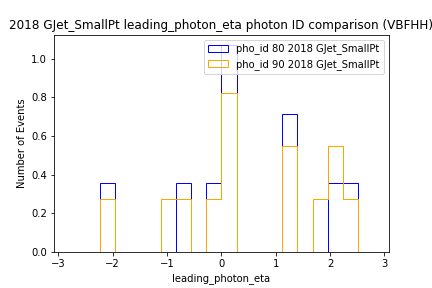 2018 GJet_SmallPt leading_photon_eta photon ID comparison (VBFHH)
pho_id 80 2018 GJet_SmallPt
pho_id 90 2018 GJet_SmallPt
Number of Events
1.0
0.8
0.6
0.4
0.2
0.0
−3
−2
−1
0
1
2
3
leading_photon_eta